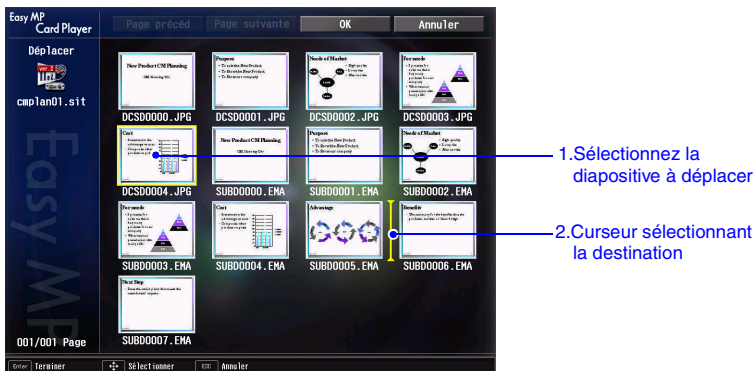 Easy MP
Card Player
Page précéd
Page suivante
OK
Annuler
Déplacer
ver. 2
cmplan01.sit
EasyMP
New Product CM Planning
Purpose
Needs of Market
For needs
DCSD0000.JPG
DCSD0001.JPG
DCSD0002.JPG
DCSD0003.JPG
Cost
New Product CM Planning
Purpose
Needs of Market
DCSD0004.JPG
SUBD0000.EMA
SUBD0001.EMA
SUBD0002.EMA
1.Sélectionnez la
diapositive à déplacer
For needs
Cost
Advantage
Benefits
SUBD0003.EMA
SUBD0004.EMA
SUBD0005.EMA
SUBD0006.EMA
2.Curseur sélectionnant
la destination
Next Step
SUBD0007.EMA
001/001 Page
Enter Terminer
Sélectionner
ESC Annuler